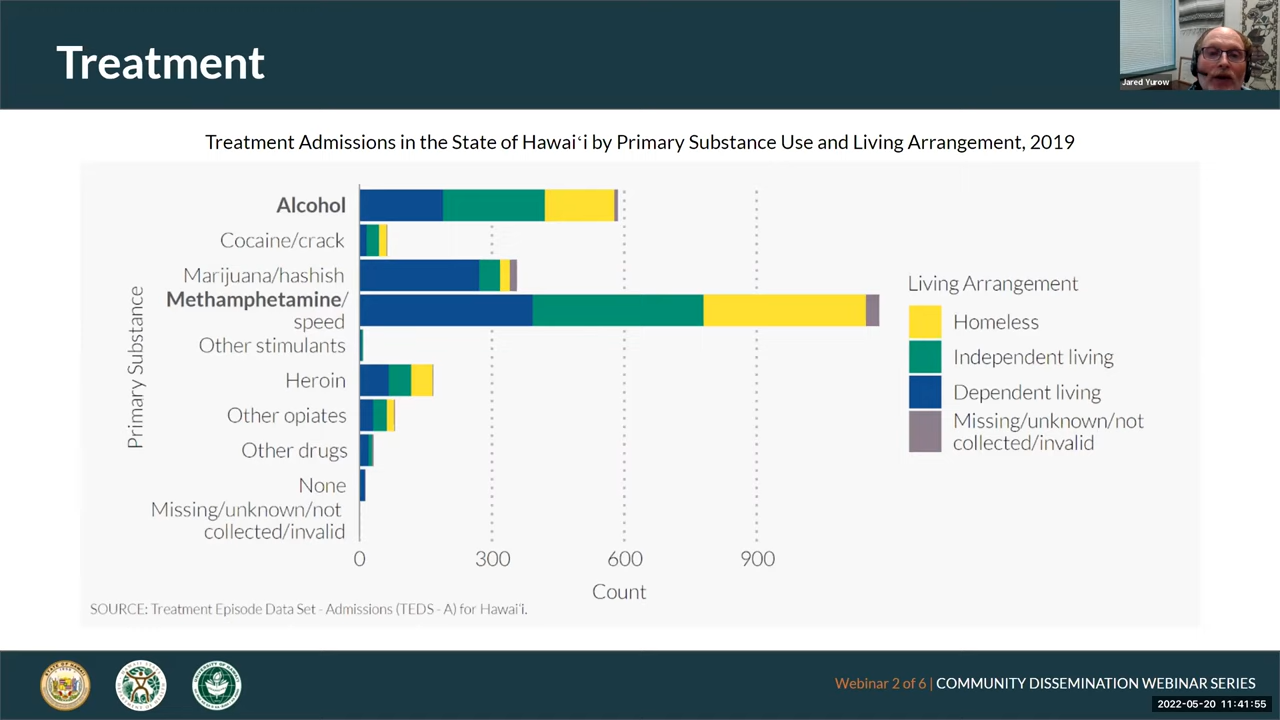 Treatment
Jared Yurow
Treatment Admissions in the State of Hawaiʻi by Primary Substance Use and Living Arrangement, 2019
Primary Substance
Alcohol
Cocaine/crack
Marijuana/hashish
Methamphetamine/
speed
Other stimulants
Heroin
Other opiates
Other drugs
None
Missing/unknown/not
collected/invalid
0 300 600 900
Count
Living Arrangement
Homeless
Independent living
Dependent living
Missing/unknown/not
collected/invalid
SOURCE: Treatment Episode Data Set - Admissions (TEDS - A) for Hawaiʻi.
STATE OF HAWAII
Webinar 2 of 6 | COMMUNITY DISSEMINATION WEBINAR SERIES
2022-05-20 11:41:55